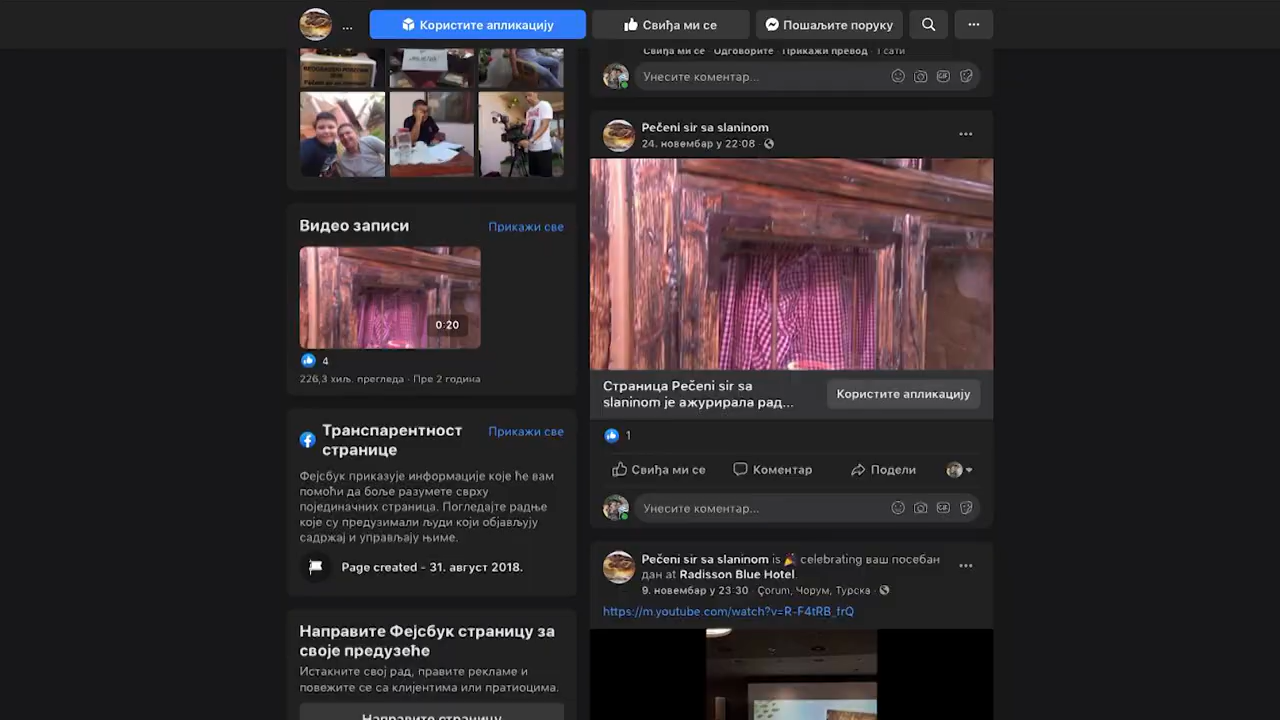 ...
Користите апликацију
Свиђа ми се
Пошаљите поруку
Видео записи
Прикажи све
0:20
4
226,3 хиљ. прегледа · Пре 2 година
Транспарентност
странице
Прикажи све
Фејсбук приказује информације које ће вам
помоћи да боље разумете сврху
појединачних страница. Погледајте радње
које су предузимали људи који објављују
садржај и управљају њиме.
Page created - 31. август 2018.
Направите Фејсбук страницу за
своје предузеће
Истакните свој рад, правите рекламе и
повежите се са клијентима или пратиоцима.
Направите страницу
Свиђа ми се · Одговорите · Прикажи превод · 1 сати
Унесите коментар...
Pečeni sir sa slaninom
24. новембар у 22:08 ·
Страница Pečeni sir sa
slaninom је ажурирала рад...
Користите апликацију
1
Свиђа ми се
Коментар
Подели
Унесите коментар...
Pečeni sir sa slaninom is 🎉 celebrating ваш посебан
дан at Radisson Blue Hotel.
9. новембар у 23:30 · Çorum, Чорум, Турска ·
https://m.youtube.com/watch?v=R-F4tRB_frQ